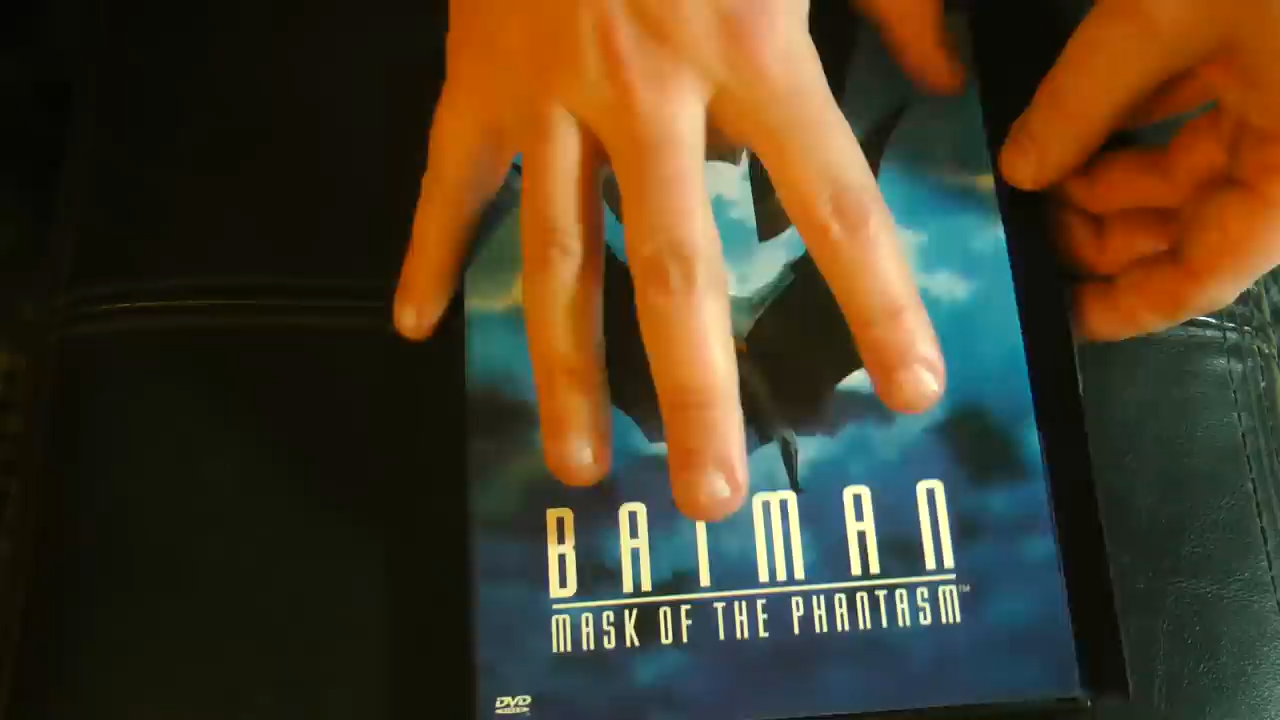 BATMAN
MASK OF THE PHANTASM™
DVD